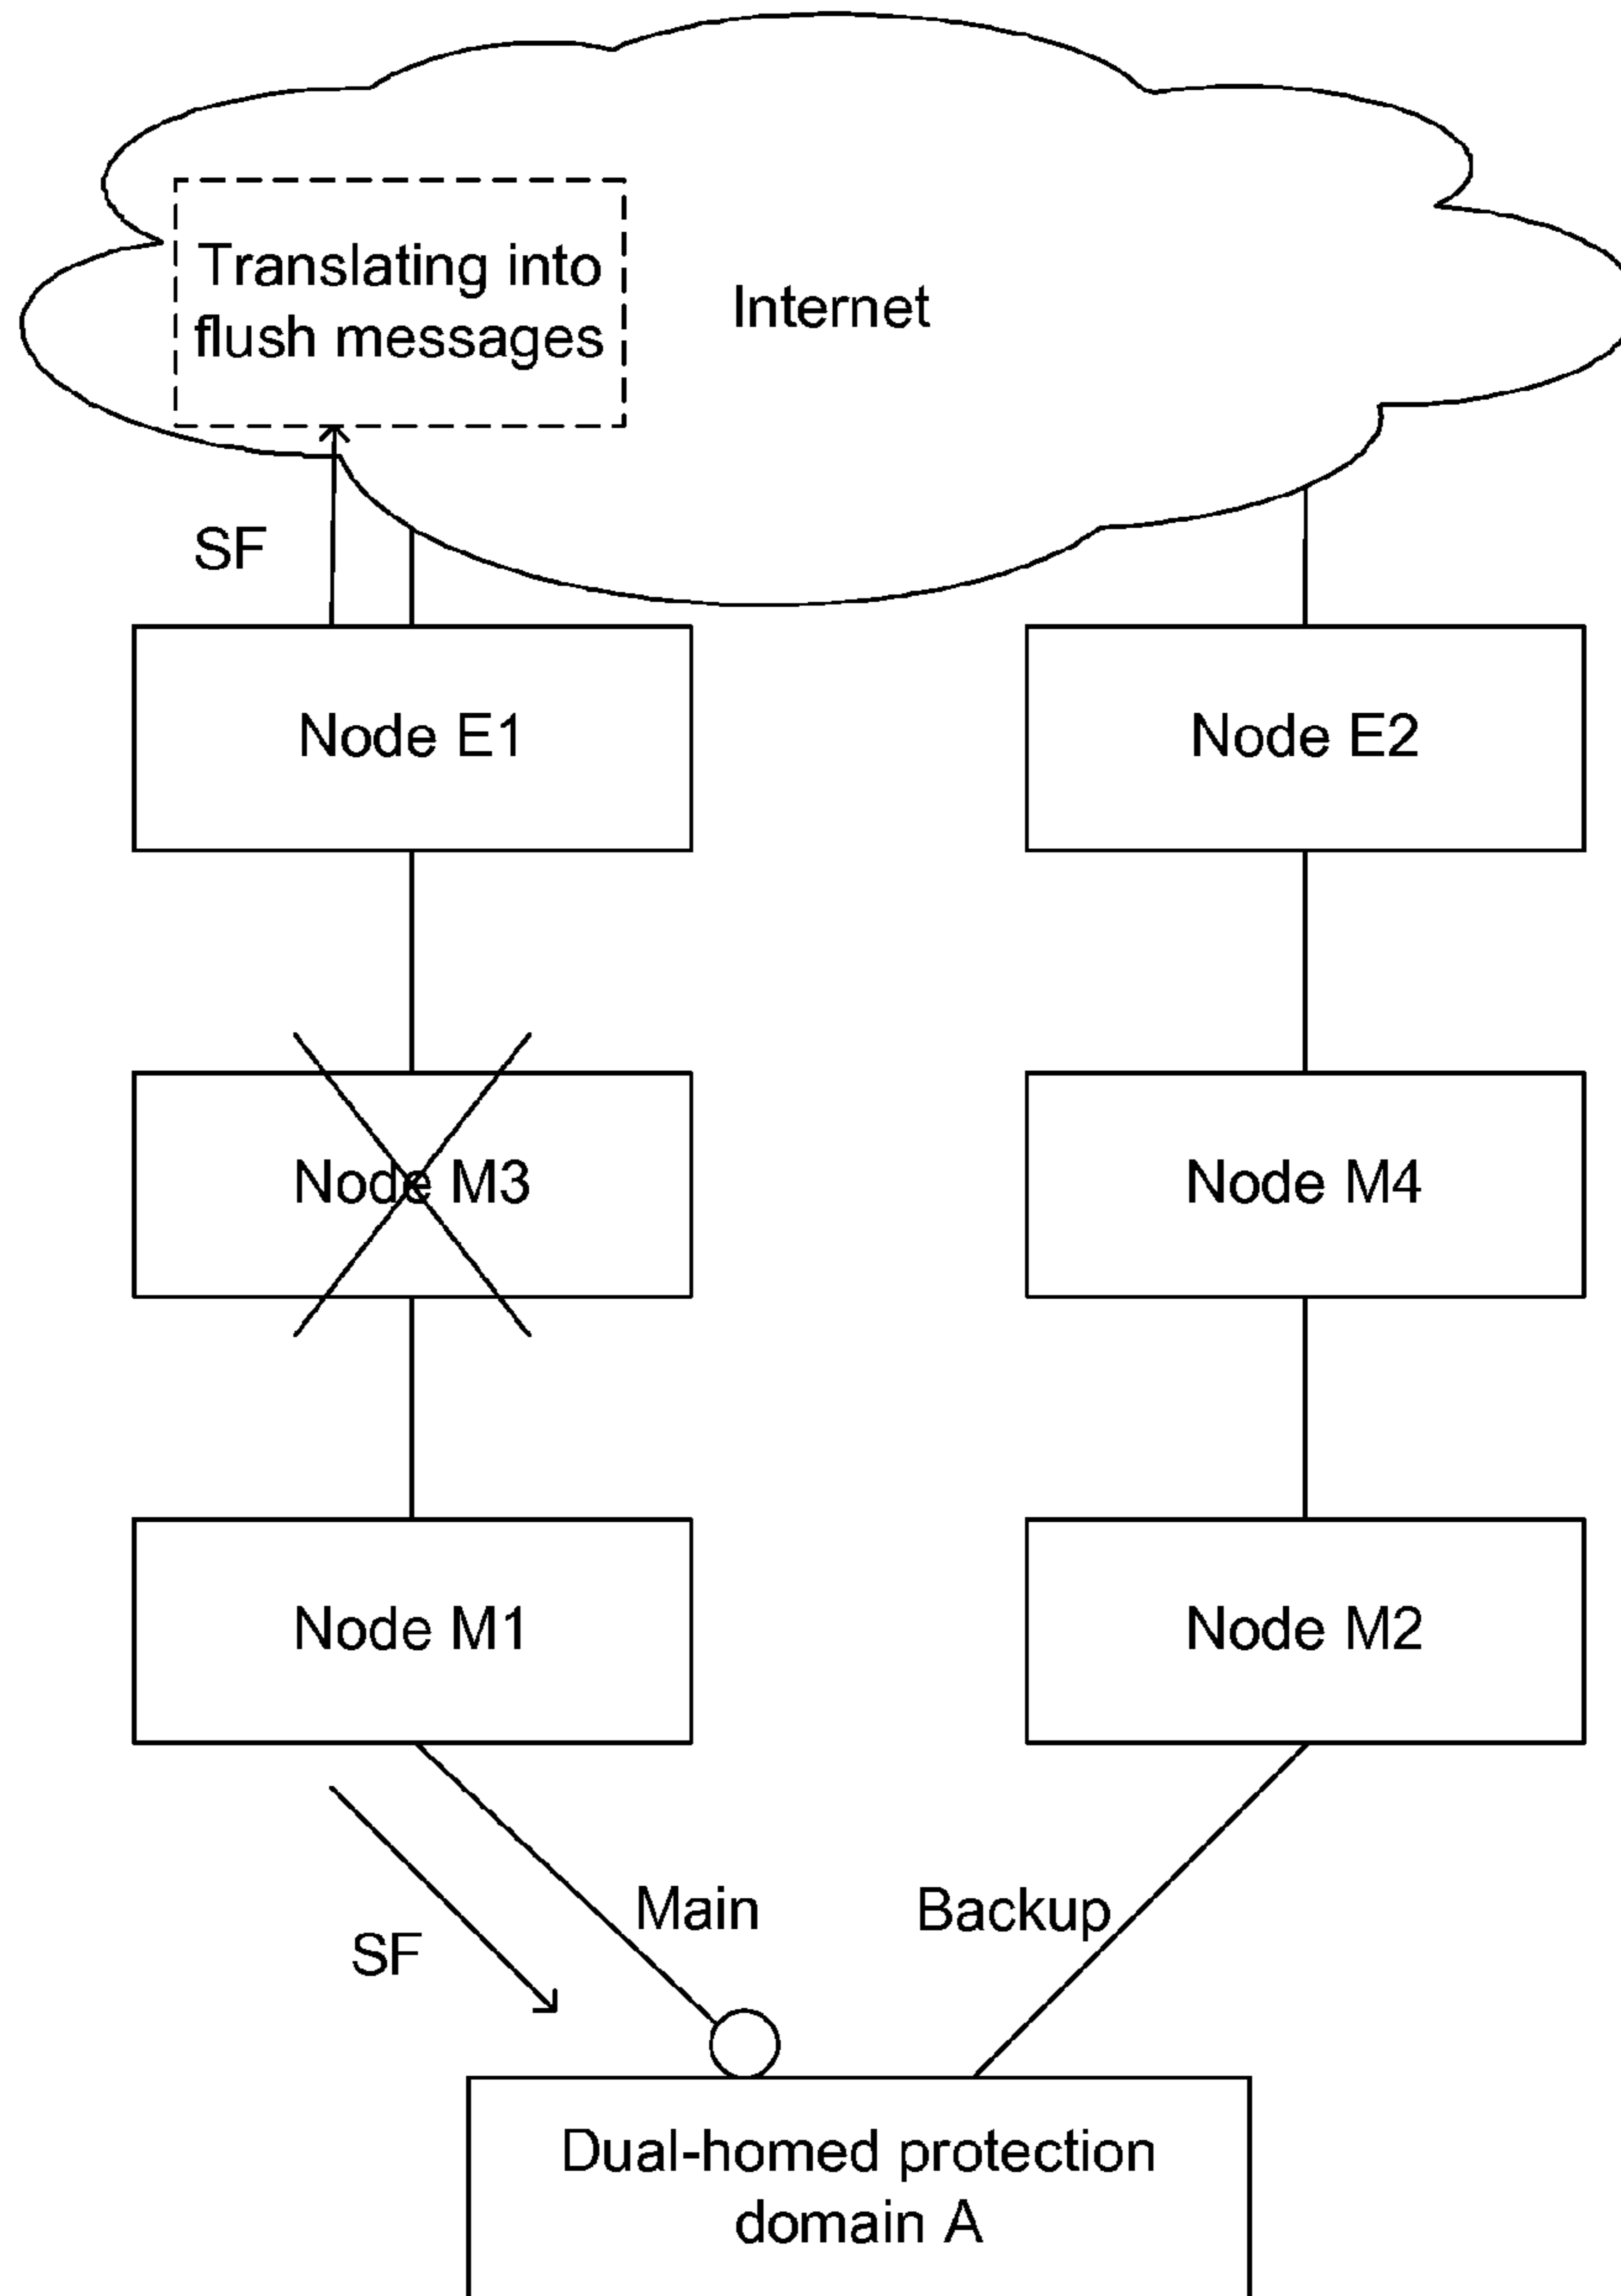 Translating into
flush messages
Internet
SF
Node E1
Node E2
Node M3
Node M4
Node M1
Node M2
Main
Backup
SF
Dual-homed protection
domain A